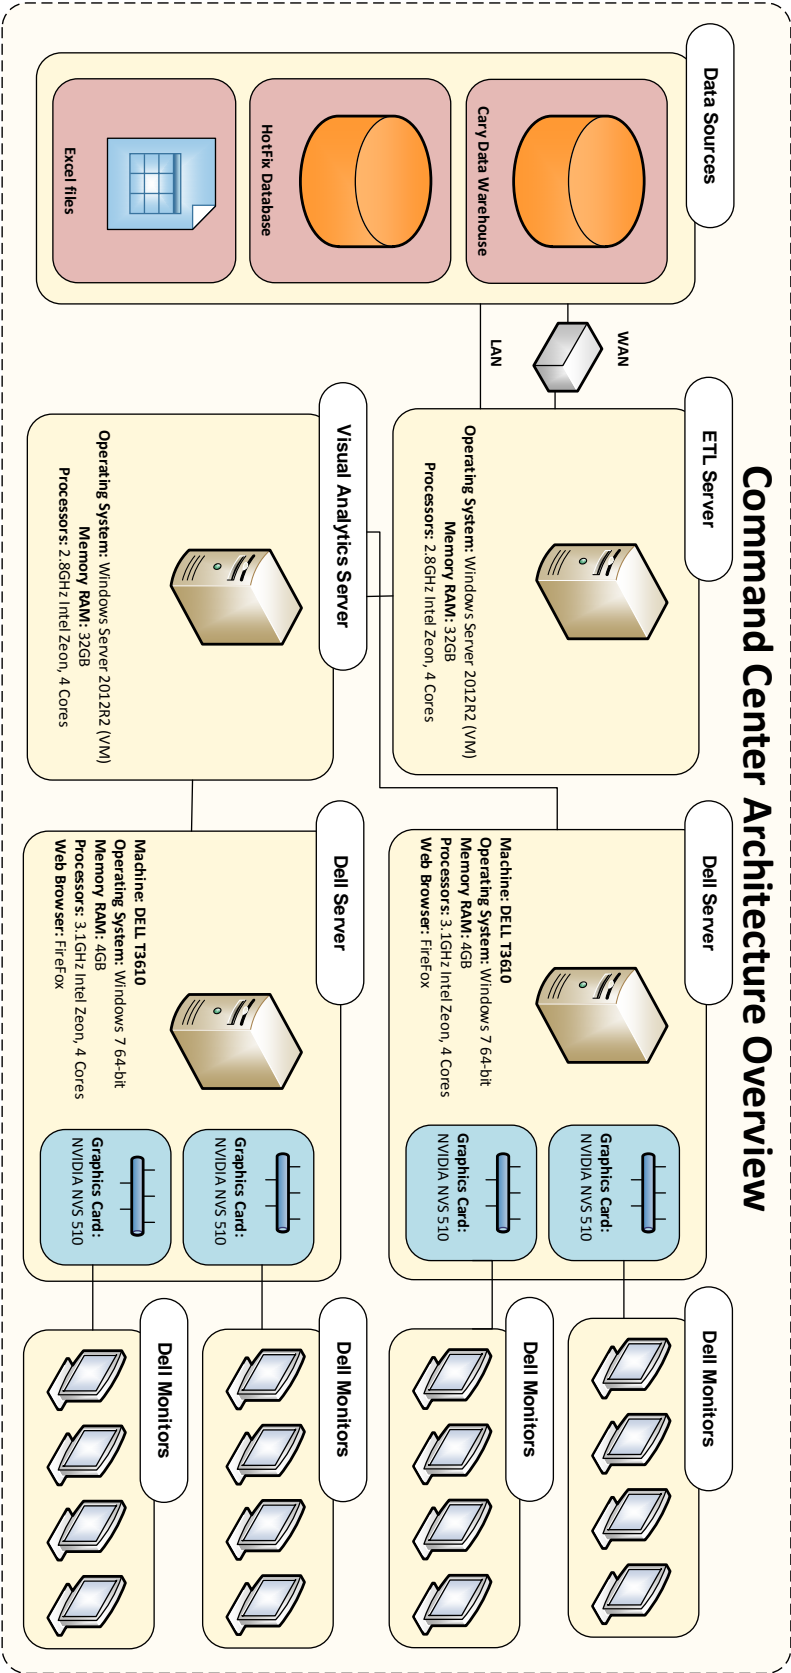 Command Center Architecture Overview
Data Sources
Cary Data Warehouse
HotFix Database
Excel files
WAN
LAN
ETL Server
Operating System: Windows Server 2012R2 (VM)
Memory RAM: 32GB
Processors: 2.8GHz Intel Zeon, 4 Cores
Visual Analytics Server
Operating System: Windows Server 2012R2 (VM)
Memory RAM: 32GB
Processors: 2.8GHz Intel Zeon, 4 Cores
Dell Server
Machine: DELL T3610
Operating System: Windows 7 64-bit
Memory RAM: 4GB
Processors: 3.1GHz Intel Zeon, 4 Cores
Web Browser: FireFox
Graphics Card:
NVIDIA NVS 510
Graphics Card:
NVIDIA NVS 510
Dell Server
Machine: DELL T3610
Operating System: Windows 7 64-bit
Memory RAM: 4GB
Processors: 3.1GHz Intel Zeon, 4 Cores
Web Browser: FireFox
Graphics Card:
NVIDIA NVS 510
Graphics Card:
NVIDIA NVS 510
Dell Monitors
Dell Monitors
Dell Monitors
Dell Monitors